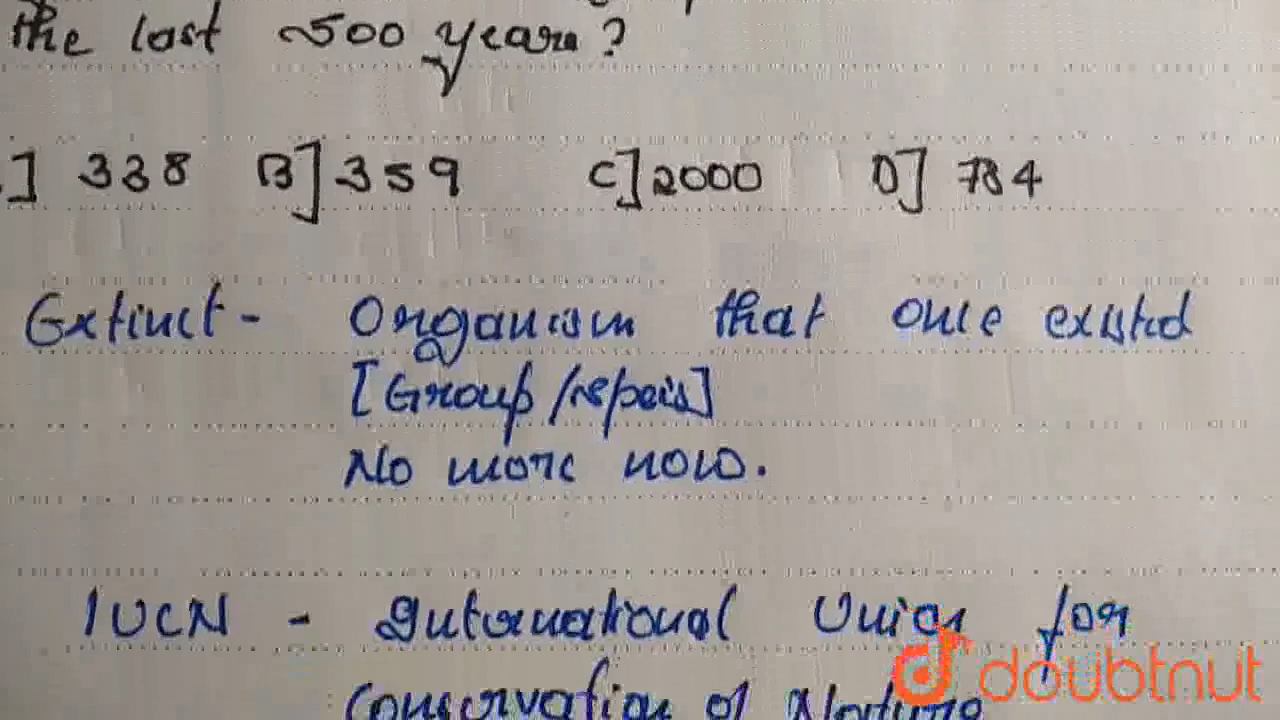 the last 500 years?
] 338 B] 359 C] 2000 D] 784
Extinct - Organism that once existed
[Group / species]
No more now.
IUCN - International Union for
Conservation of Nature
doubtnut